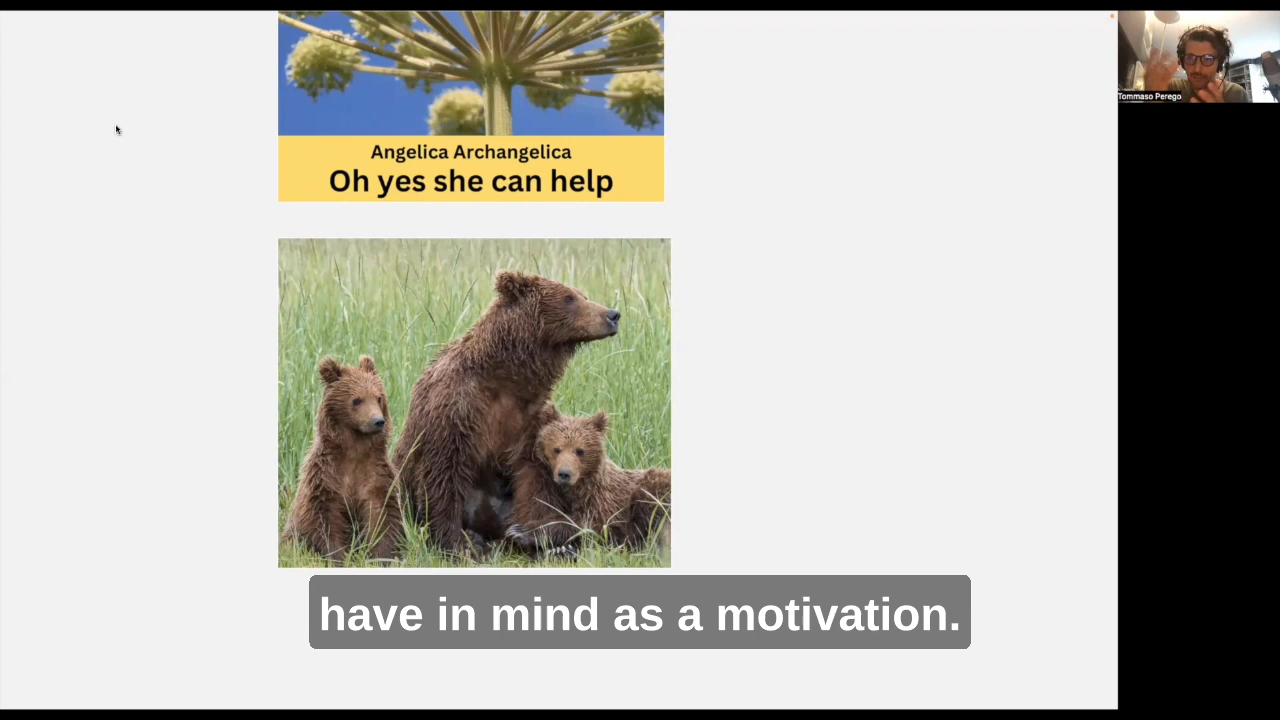 Tommaso Perego
Angelica Archangelica
Oh yes she can help
have in mind as a motivation.